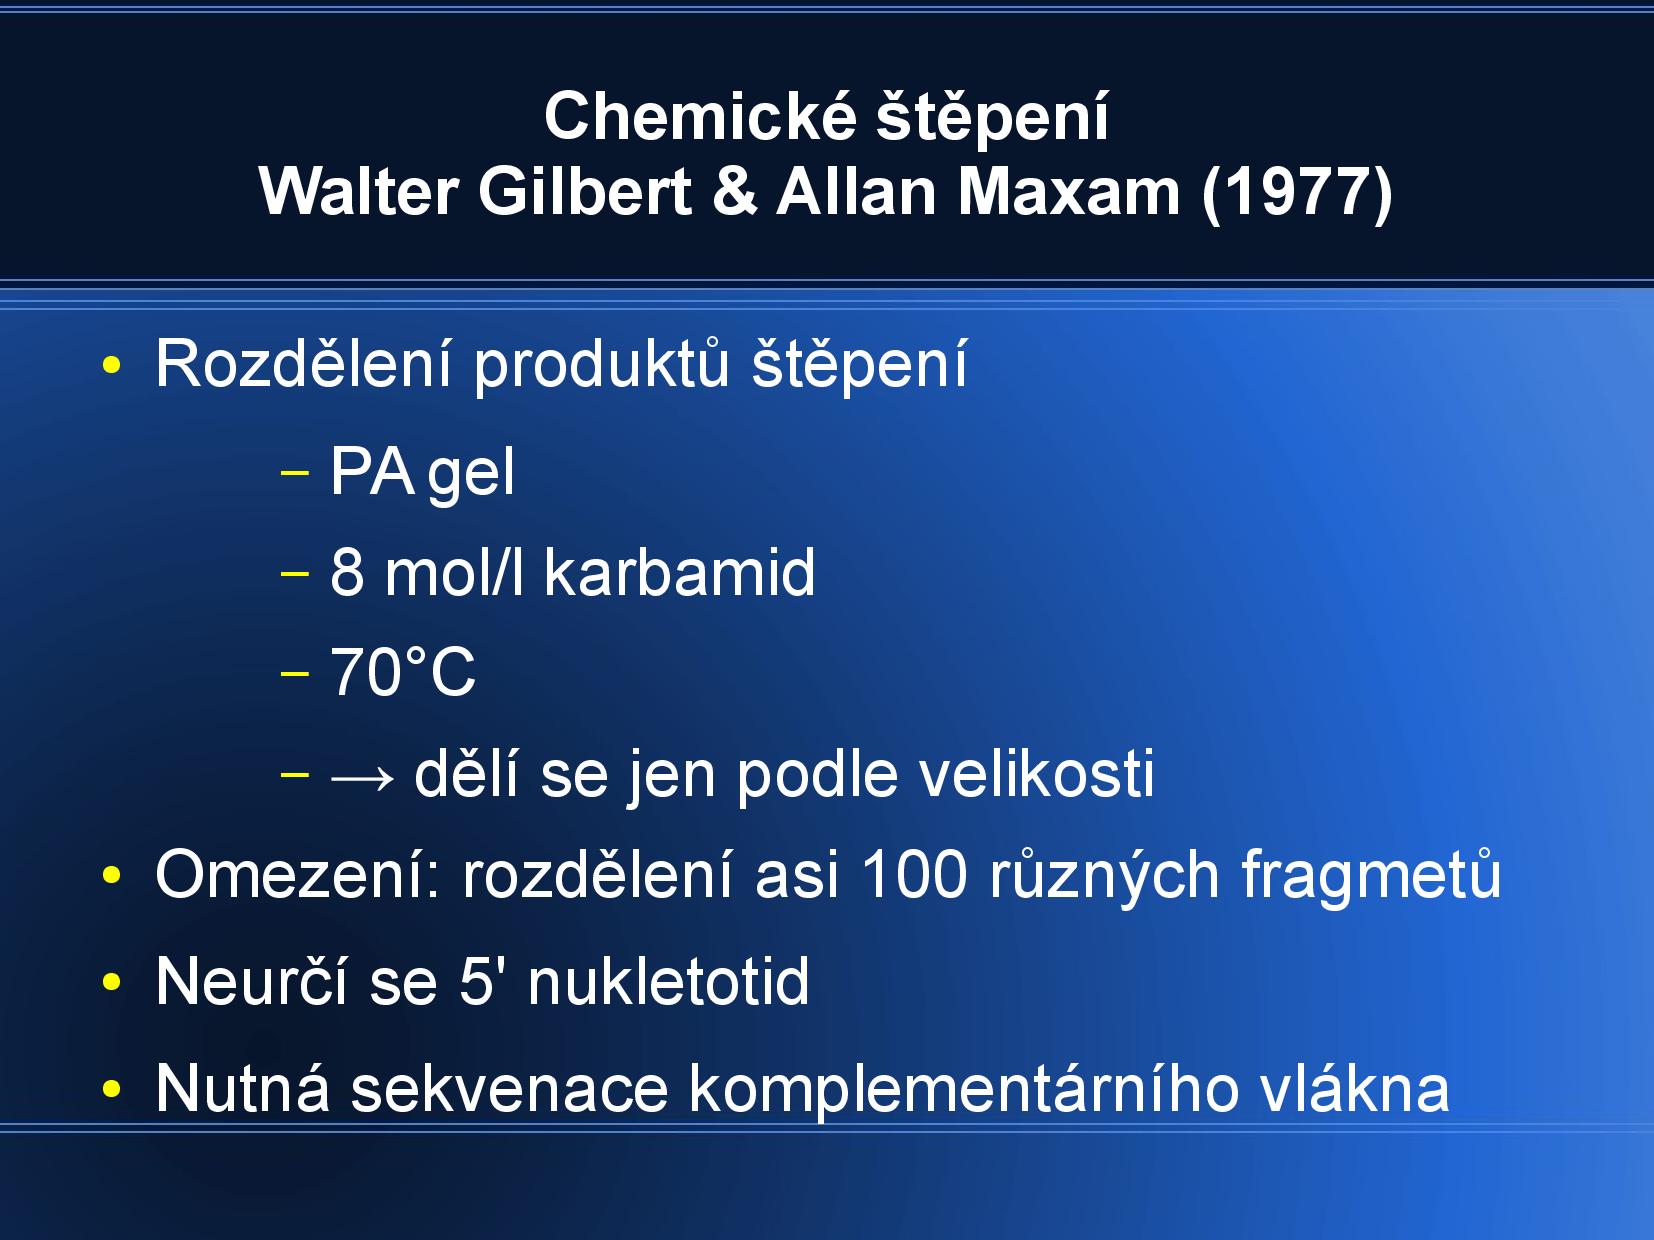 Chemické štěpení
Walter Gilbert & Allan Maxam (1977)
● Rozdělení produktů štěpení
– PA gel
– 8 mol/l karbamid
– 70°C
– → dělí se jen podle velikosti
● Omezení: rozdělení asi 100 různých fragmetů
● Neurčí se 5' nukletotid
● Nutná sekvenace komplementárního vlákna